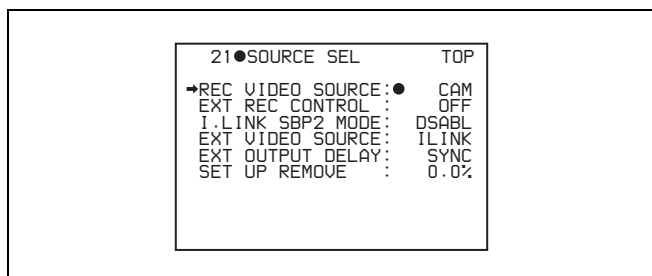 21●SOURCE SEL TOP
➡REC VIDEO SOURCE:● CAM
EXT REC CONTROL : OFF
I.LINK SBP2 MODE: DSABL
EXT VIDEO SOURCE: ILINK
EXT OUTPUT DELAY: SYNC
SET UP REMOVE : 0.0%